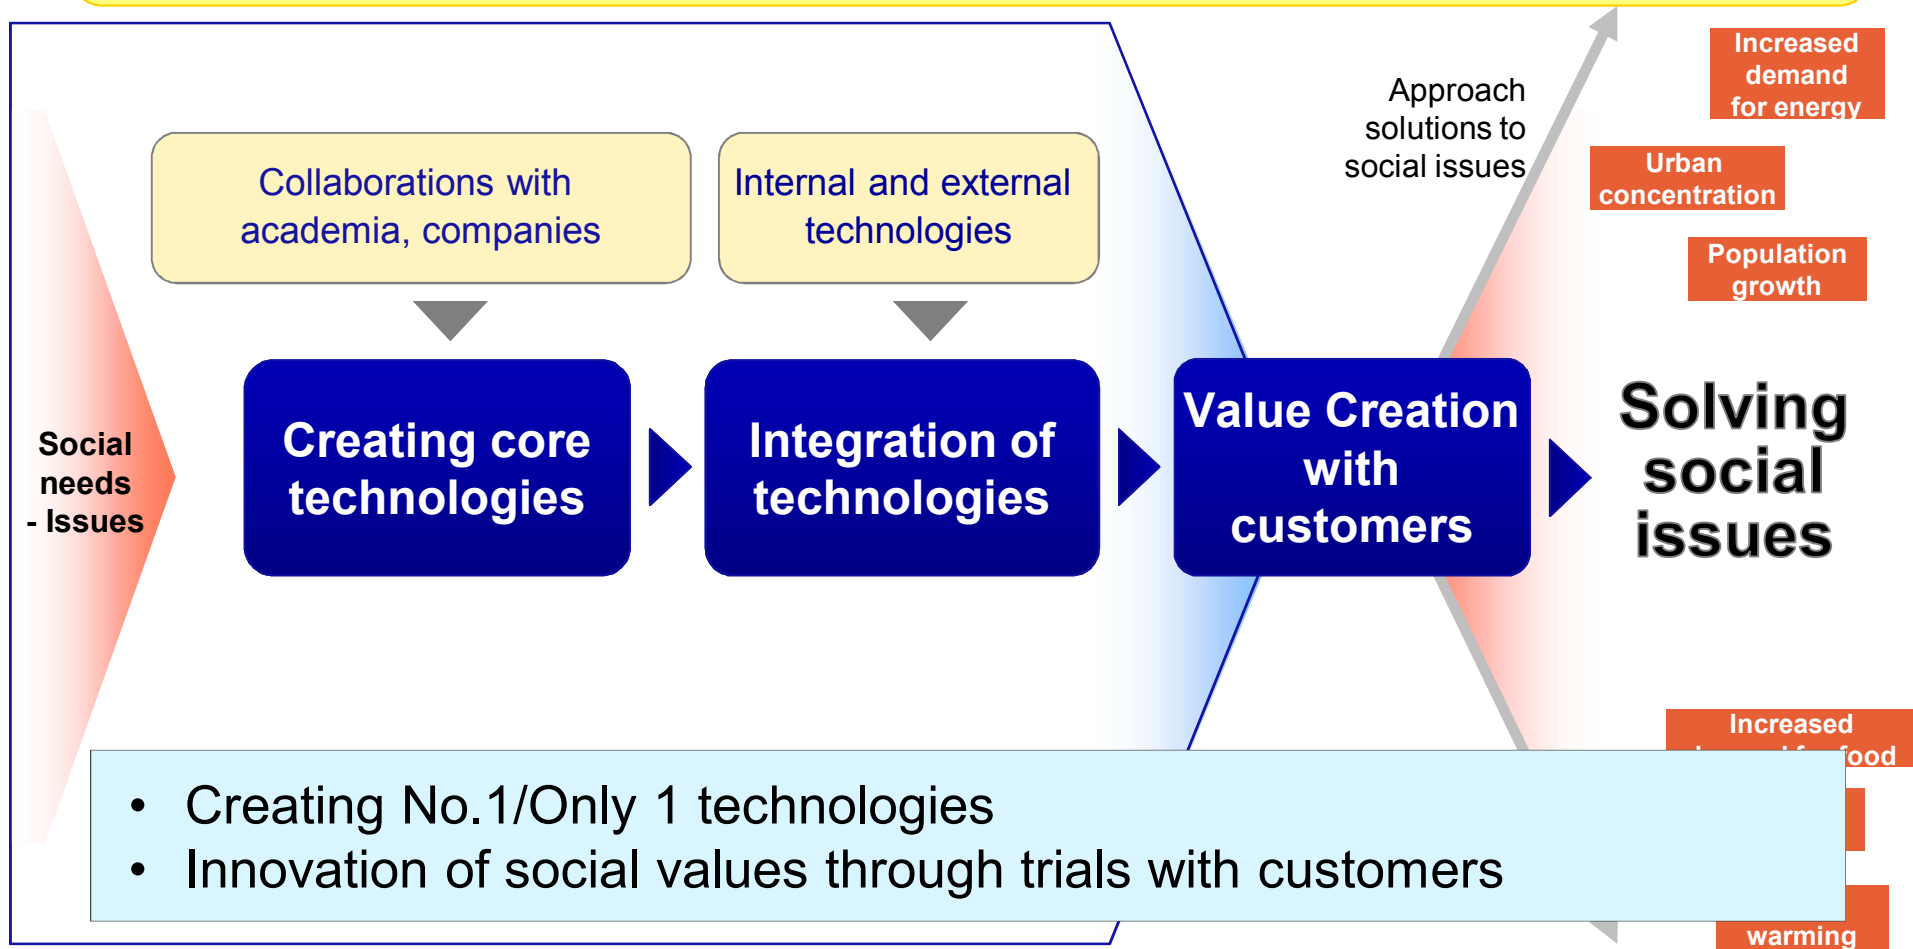 Increased
demand
for energy
Approach
solutions to
social issues
Urban
concentration
Collaborations with
academia, companies
Internal and external
technologies
Population
growth
Social
needs
- Issues
Creating core
technologies
Integration of
technologies
Value Creation
with
customers
Solving
social
issues
Increased
food
• Creating No.1/Only 1 technologies
• Innovation of social values through trials with customers
warming